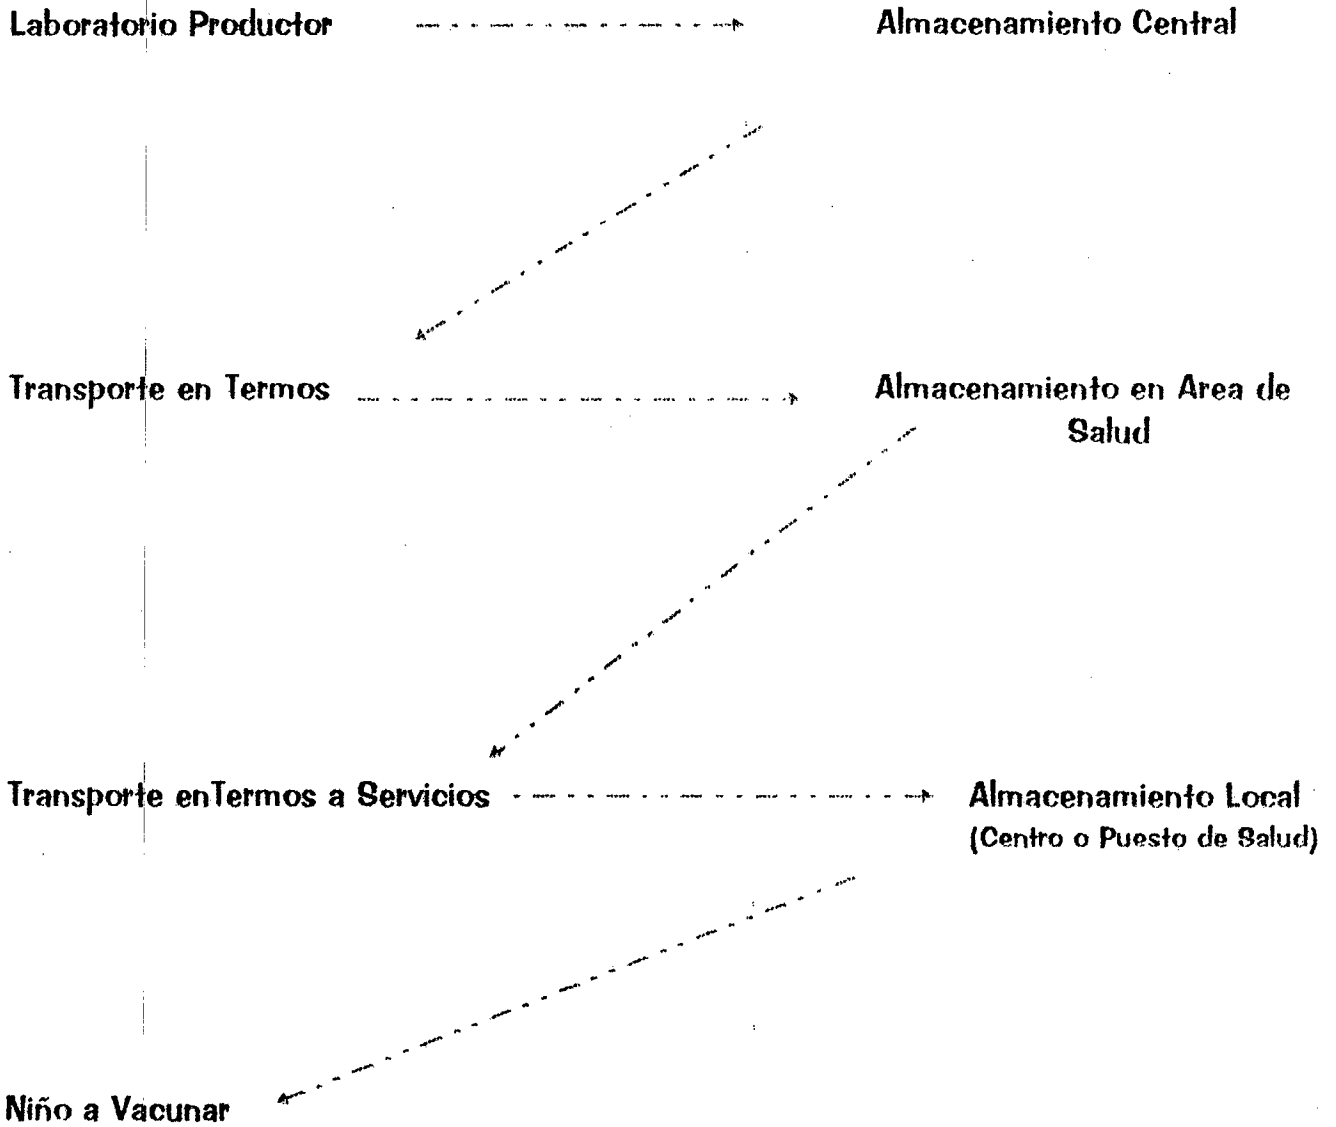 Laboratorio Productor
Almacenamiento Central
Transporte en Termos
Almacenamiento en Area de
Salud
Transporte enTermos a Servicios
Almacenamiento Local
(Centro o Puesto de Salud)
Niño a Vacunar